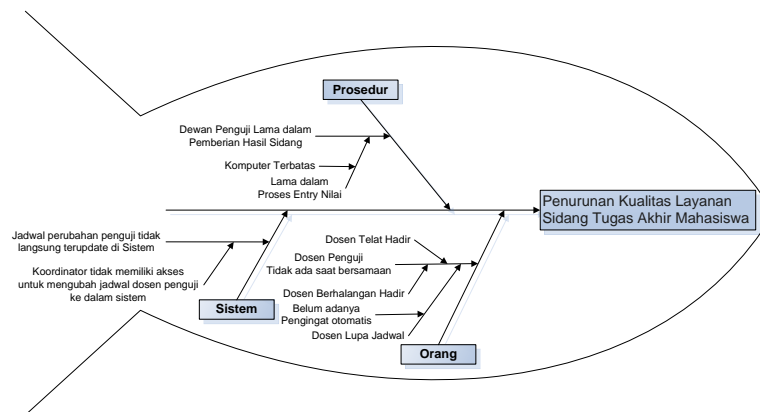 Prosedur
Dewan Penguji Lama dalam
Pemberian Hasil Sidang
Komputer Terbatas
Lama dalam
Proses Entry Nilai
Penurunan Kualitas Layanan
Sidang Tugas Akhir Mahasiswa
Jadwal perubahan penguji tidak
langsung terupdate di Sistem
Koordinator tidak memiliki akses
untuk mengubah jadwal dosen penguji
ke dalam sistem
Sistem
Dosen Telat Hadir
Dosen Penguji
Tidak ada saat bersamaan
Dosen Berhalangan Hadir
Belum adanya
Pengingat otomatis
Dosen Lupa Jadwal
Orang